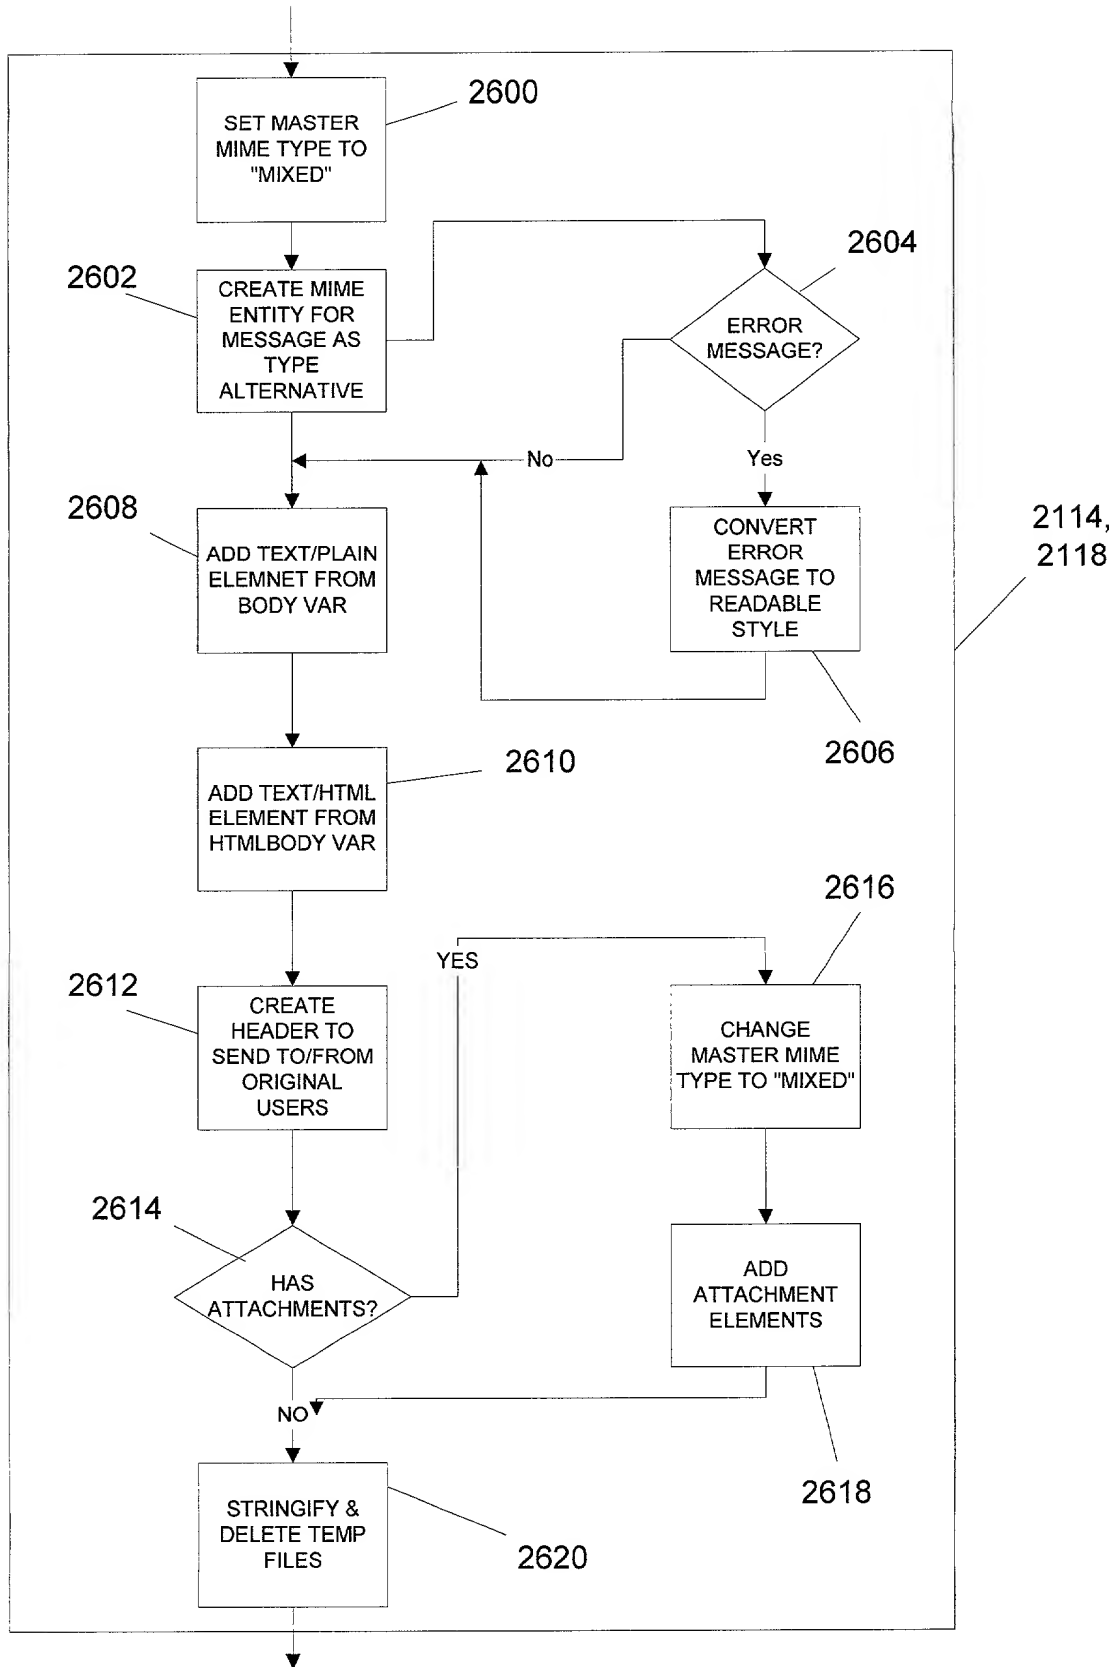 2600
SET MASTER
MIME TYPE TO
"MIXED"
2602
CREATE MIME
ENTITY FOR
MESSAGE AS
TYPE
ALTERNATIVE
2604
ERROR
MESSAGE?
No
Yes
2608
ADD TEXT/PLAIN
ELEMNET FROM
BODY VAR
CONVERT
ERROR
MESSAGE TO
READABLE
STYLE
2114,
2118
2606
2610
ADD TEXT/HTML
ELEMENT FROM
HTMLBODY VAR
2616
YES
2612
CREATE
HEADER TO
SEND TO/FROM
ORIGINAL
USERS
CHANGE
MASTER MIME
TYPE TO "MIXED"
2614
HAS
ATTACHMENTS?
ADD
ATTACHMENT
ELEMENTS
NO
2618
STRINGIFY &
DELETE TEMP
FILES
2620